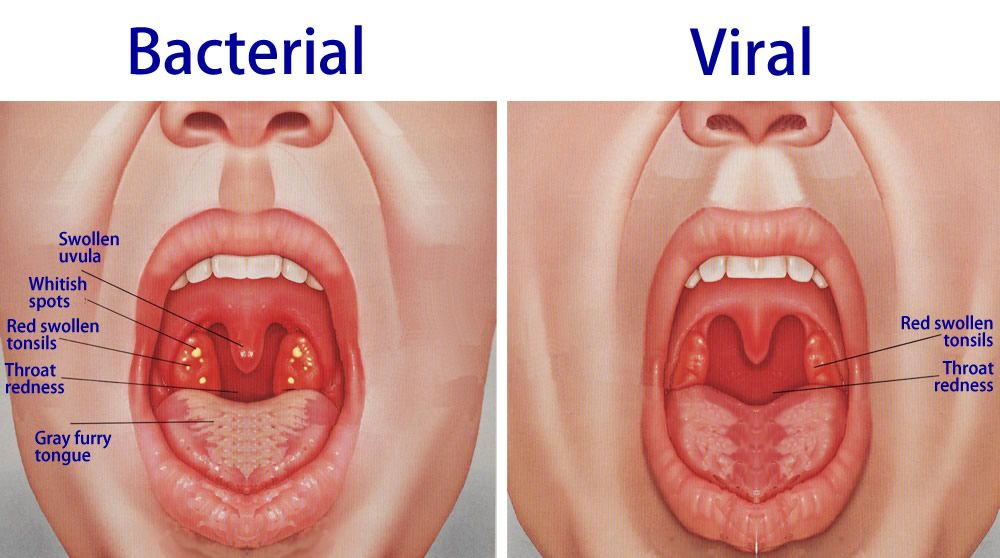 Bacterial
Viral
Swollen
uvula
Whitish
spots
Red swollen
tonsils
Throat
redness
Gray furry
tongue
Red swollen
tonsils
Throat
redness